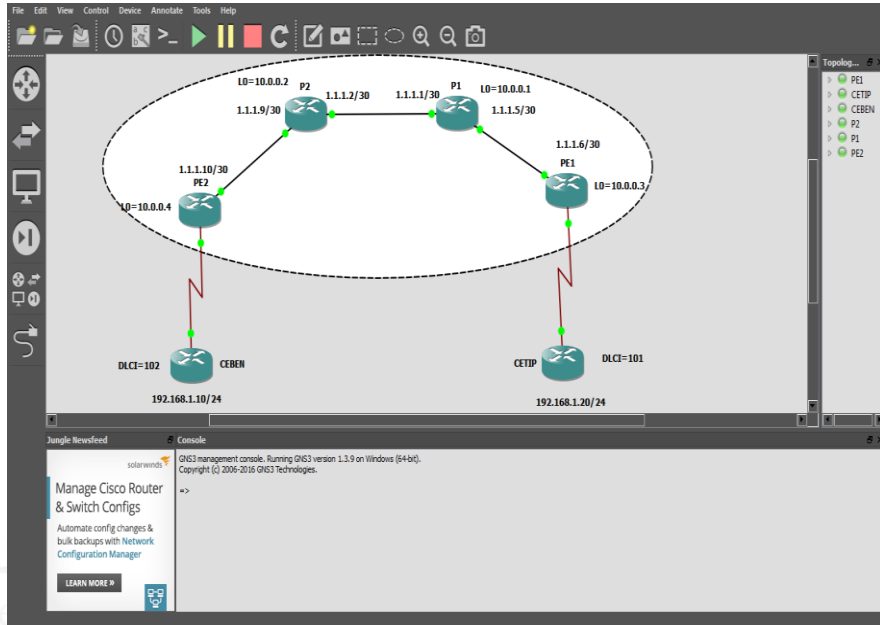 File Edit View Control Device Annotate Tools Help
Topolog...
PE1
CETIP
CEBEN
P2
P1
PE2
L0=10.0.0.2
P2
1.1.1.2/30
1.1.1.1/30
P1
L0=10.0.0.1
1.1.1.9/30
1.1.1.5/30
1.1.1.6/30
PE1
1.1.1.10/30
PE2
L0=10.0.0.3
L0=10.0.0.4
DLCI=102
CEBEN
CETIP
DLCI=101
192.168.1.10/24
192.168.1.20/24
Jungle Newsfeed
solarwinds
Manage Cisco Router
& Switch Configs
Automate config changes &
bulk backups with Network
Configuration Manager
LEARN MORE »
Console
GNS3 management console. Running GNS3 version 1.3.9 on Windows (64-bit).
Copyright (c) 2006-2016 GNS3 Technologies.
=>